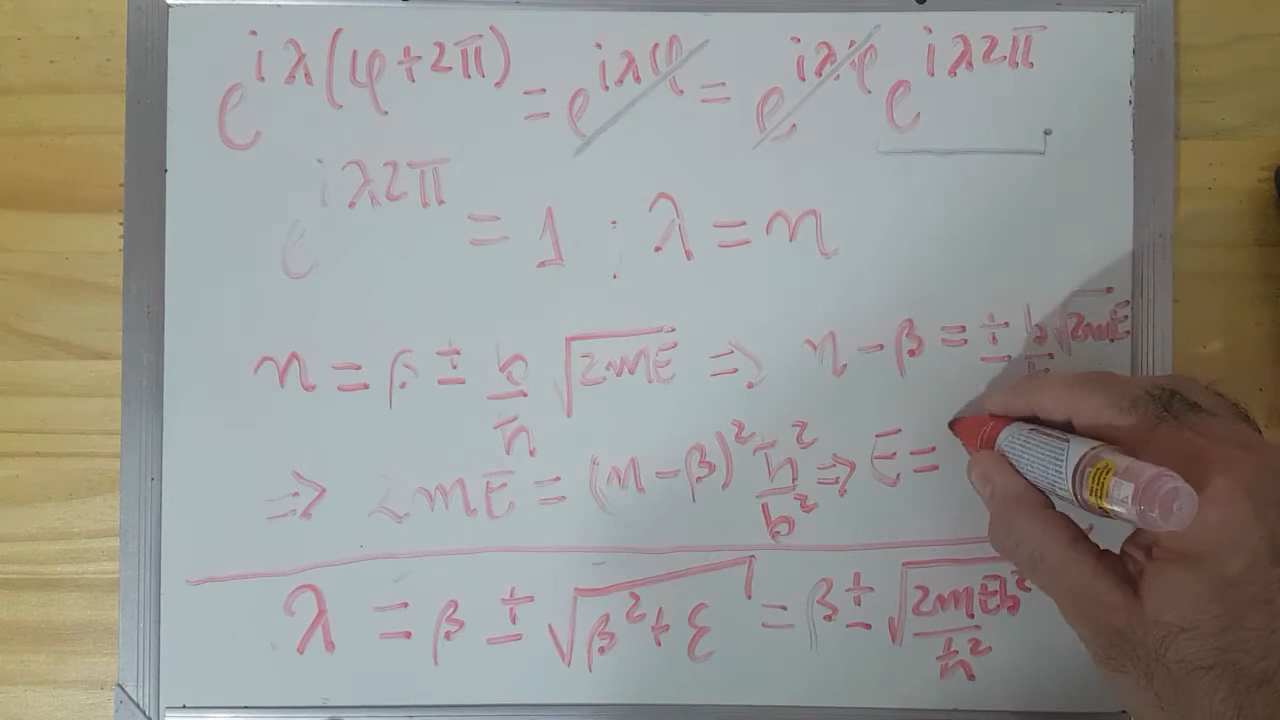 e^{iλ(φ+2π)} = e^{iλφ} = e^{iλφ} e^{iλ2π}
e^{iλ2π} = 1 ; λ = n
n = β ± b/ħ √(2mE) ⇒ n - β = ± b/ħ √(2mE)
⇒ 2mE = (n - β)² ħ²/b² ⇒ E =
λ = β ± √(β² + ε) = β ± √(2mEb²/ħ²)